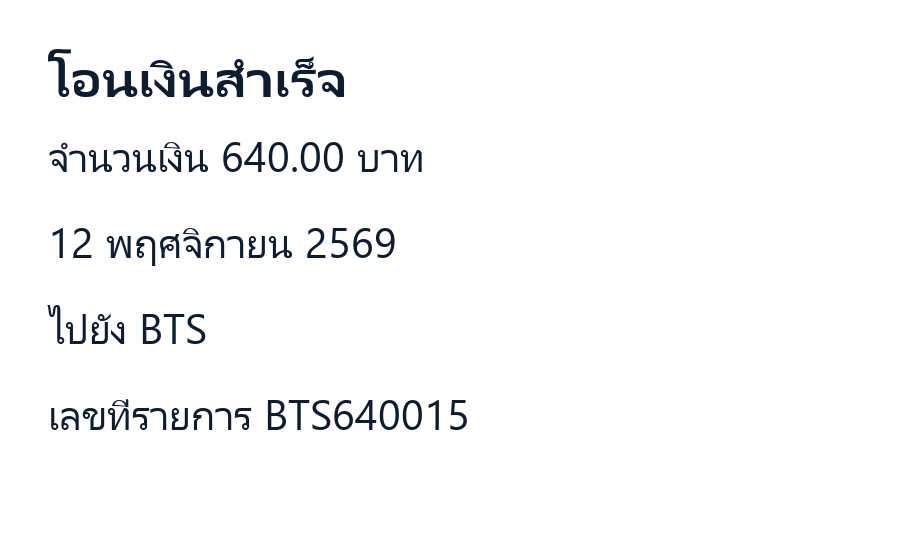 โอนเงินสำเร็จ
จำนวนเงิน 640.00 บาท
12 พฤศจิกายน 2569
ไปยัง BTS
เลขที่รายการ BTS640015